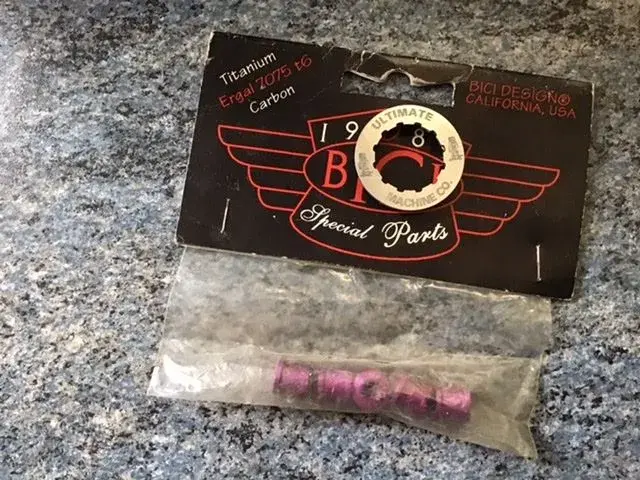 Titanium
Ergal 7075 t6
Carbon
BICI DESIGN®
CALIFORNIA, USA
19 8
ULTIMATE
MACHINE CO.
BICI
Special Parts